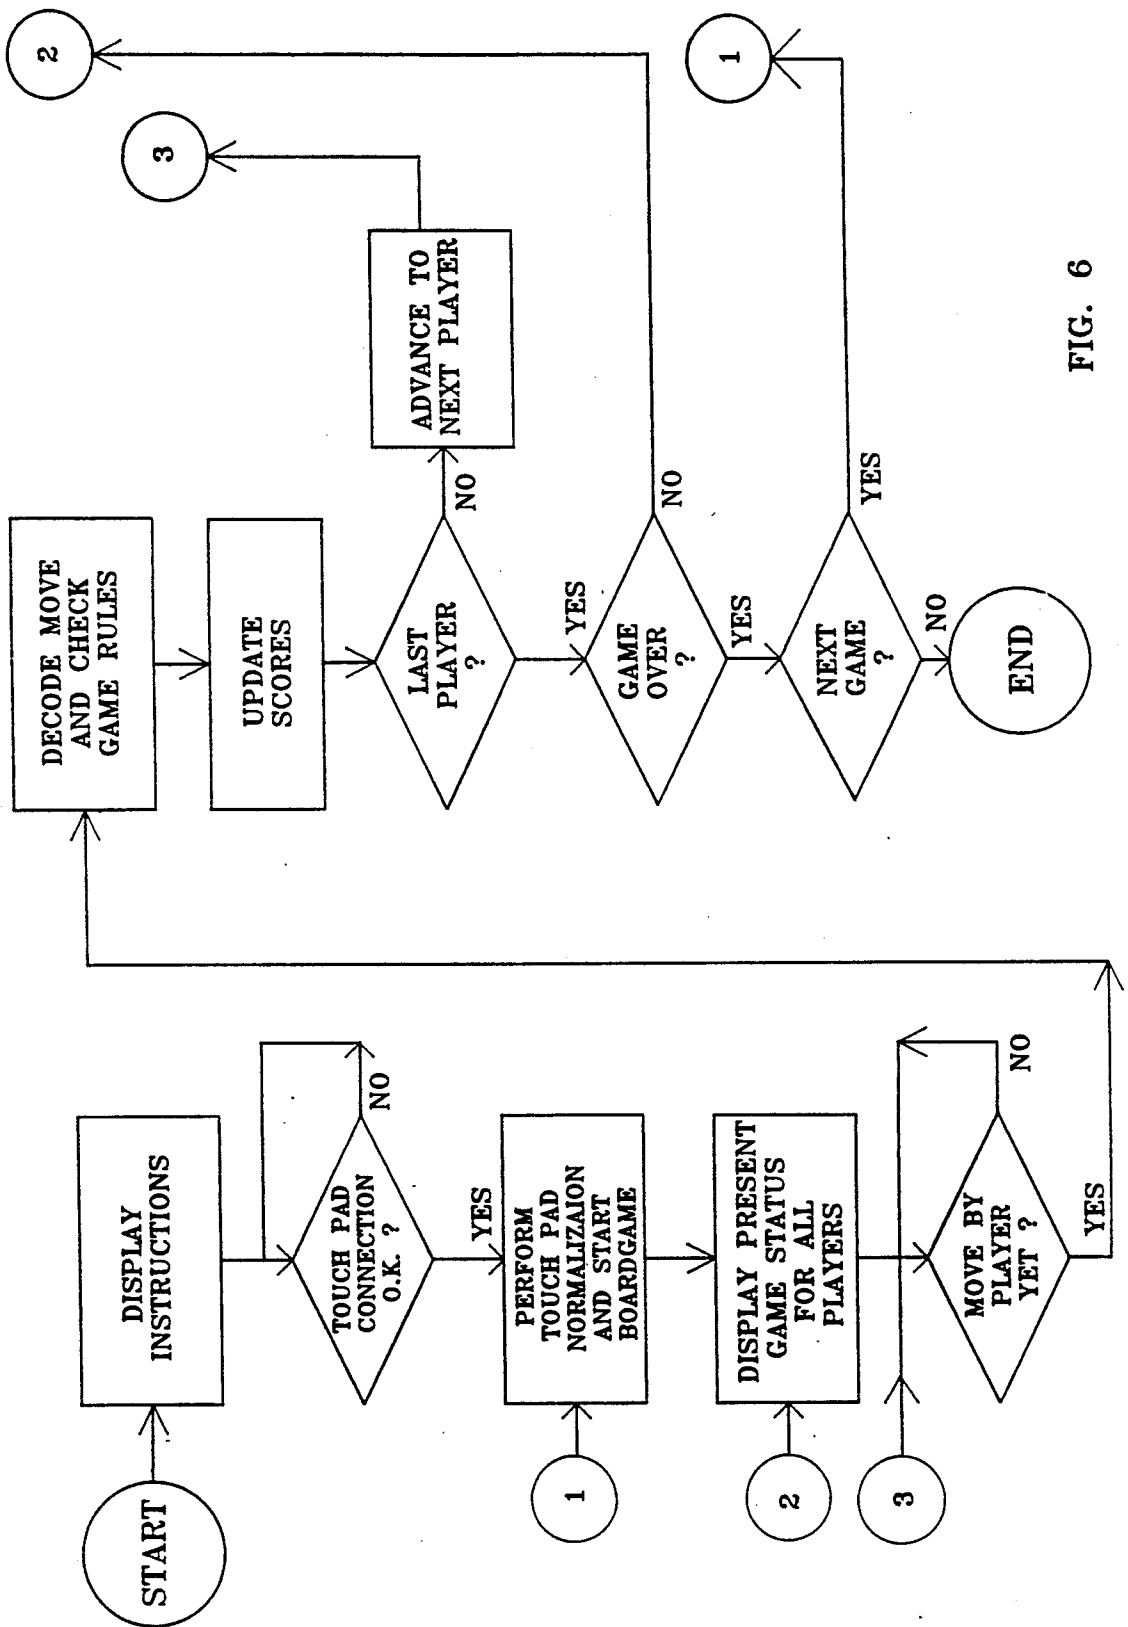 START
DISPLAY
INSTRUCTIONS
TOUCH PAD
CONNECTION
O.K. ?
NO
YES
1
PERFORM
TOUCH PAD
NORMALIZAION
AND START
BOARDGAME
2
DISPLAY PRESENT
GAME STATUS
FOR ALL
PLAYERS
3
MOVE BY
PLAYER
YET ?
NO
YES
DECODE MOVE
AND CHECK
GAME RULES
UPDATE
SCORES
LAST
PLAYER
?
NO
ADVANCE TO
NEXT PLAYER
3
YES
GAME
OVER
?
NO
2
YES
NEXT
GAME
?
YES
1
NO
END
FIG. 6